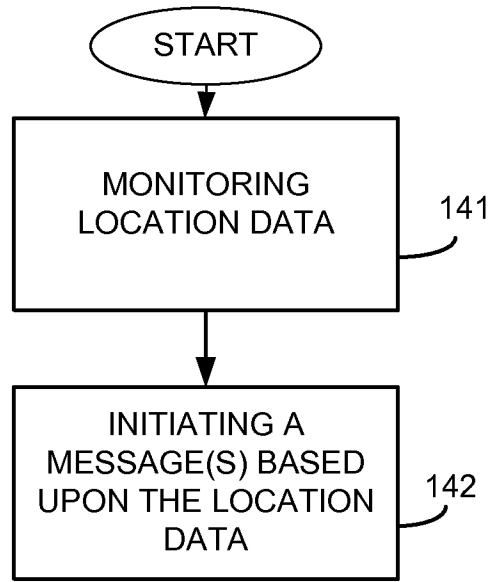 START
MONITORING
LOCATION DATA
141
INITIATING A
MESSAGE(S) BASED
UPON THE LOCATION
DATA
142